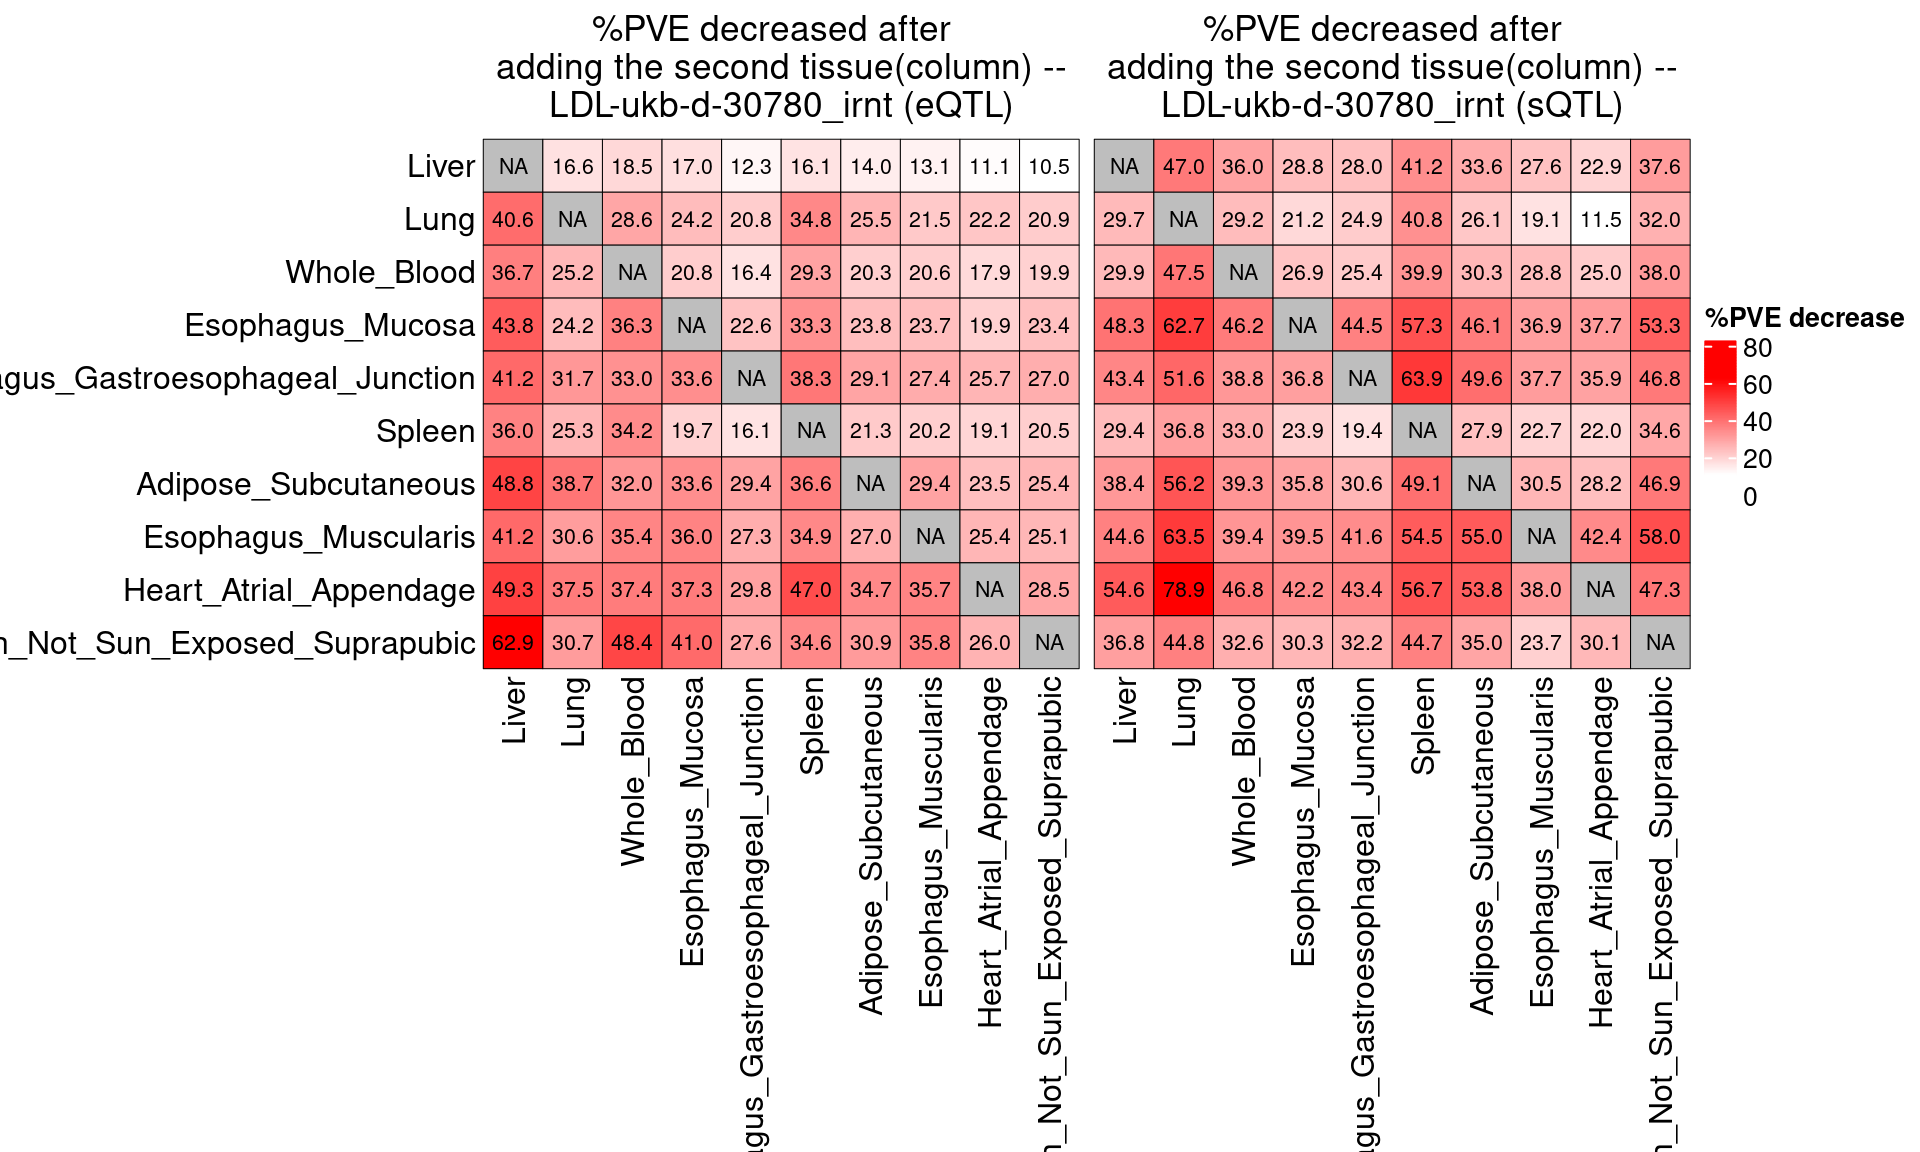 %PVE decreased after
adding the second tissue(column) --
LDL-ukb-d-30780_irnt (eQTL)
%PVE decreased after
adding the second tissue(column) --
LDL-ukb-d-30780_irnt (sQTL)
Liver NA 16.6 18.5 17.0 12.3 16.1 14.0 13.1 11.1 10.5 NA 47.0 36.0 28.8 28.0 41.2 33.6 27.6 22.9 37.6
Lung 40.6 NA 28.6 24.2 20.8 34.8 25.5 21.5 22.2 20.9 29.7 NA 29.2 21.2 24.9 40.8 26.1 19.1 11.5 32.0
Whole_Blood 36.7 25.2 NA 20.8 16.4 29.3 20.3 20.6 17.9 19.9 29.9 47.5 NA 26.9 25.4 39.9 30.3 28.8 25.0 38.0
Esophagus_Mucosa 43.8 24.2 36.3 NA 22.6 33.3 23.8 23.7 19.9 23.4 48.3 62.7 46.2 NA 44.5 57.3 46.1 36.9 37.7 53.3
agus_Gastroesophageal_Junction 41.2 31.7 33.0 33.6 NA 38.3 29.1 27.4 25.7 27.0 43.4 51.6 38.8 36.8 NA 63.9 49.6 37.7 35.9 46.8
Spleen 36.0 25.3 34.2 19.7 16.1 NA 21.3 20.2 19.1 20.5 29.4 36.8 33.0 23.9 19.4 NA 27.9 22.7 22.0 34.6
Adipose_Subcutaneous 48.8 38.7 32.0 33.6 29.4 36.6 NA 29.4 23.5 25.4 38.4 56.2 39.3 35.8 30.6 49.1 NA 30.5 28.2 46.9
Esophagus_Muscularis 41.2 30.6 35.4 36.0 27.3 34.9 27.0 NA 25.4 25.1 44.6 63.5 39.4 39.5 41.6 54.5 55.0 NA 42.4 58.0
Heart_Atrial_Appendage 49.3 37.5 37.4 37.3 29.8 47.0 34.7 35.7 NA 28.5 54.6 78.9 46.8 42.2 43.4 56.7 53.8 38.0 NA 47.3
n_Not_Sun_Exposed_Suprapubic 62.9 30.7 48.4 41.0 27.6 34.6 30.9 35.8 26.0 NA 36.8 44.8 32.6 30.3 32.2 44.7 35.0 23.7 30.1 NA
Liver
Lung
Whole_Blood
Esophagus_Mucosa
agus_Gastroesophageal_Junction
Spleen
Adipose_Subcutaneous
Esophagus_Muscularis
Heart_Atrial_Appendage
n_Not_Sun_Exposed_Suprapubic
Liver
Lung
Whole_Blood
Esophagus_Mucosa
agus_Gastroesophageal_Junction
Spleen
Adipose_Subcutaneous
Esophagus_Muscularis
Heart_Atrial_Appendage
n_Not_Sun_Exposed_Suprapubic
%PVE decrease
80
60
40
20
0